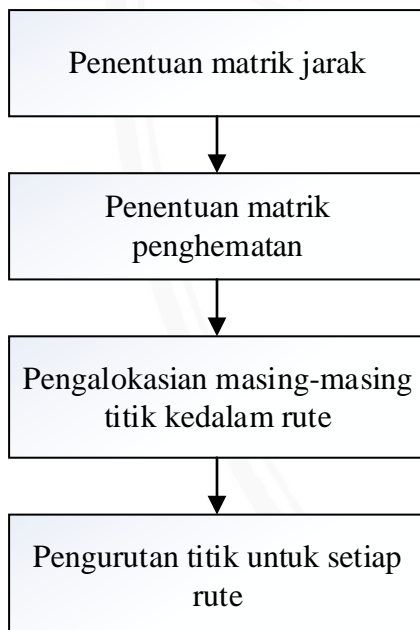 Penentuan matrik jarak
Penentuan matrik
penghematan
Pengalokasian masing-masing
titik kedalam rute
Pengurutan titik untuk setiap
rute